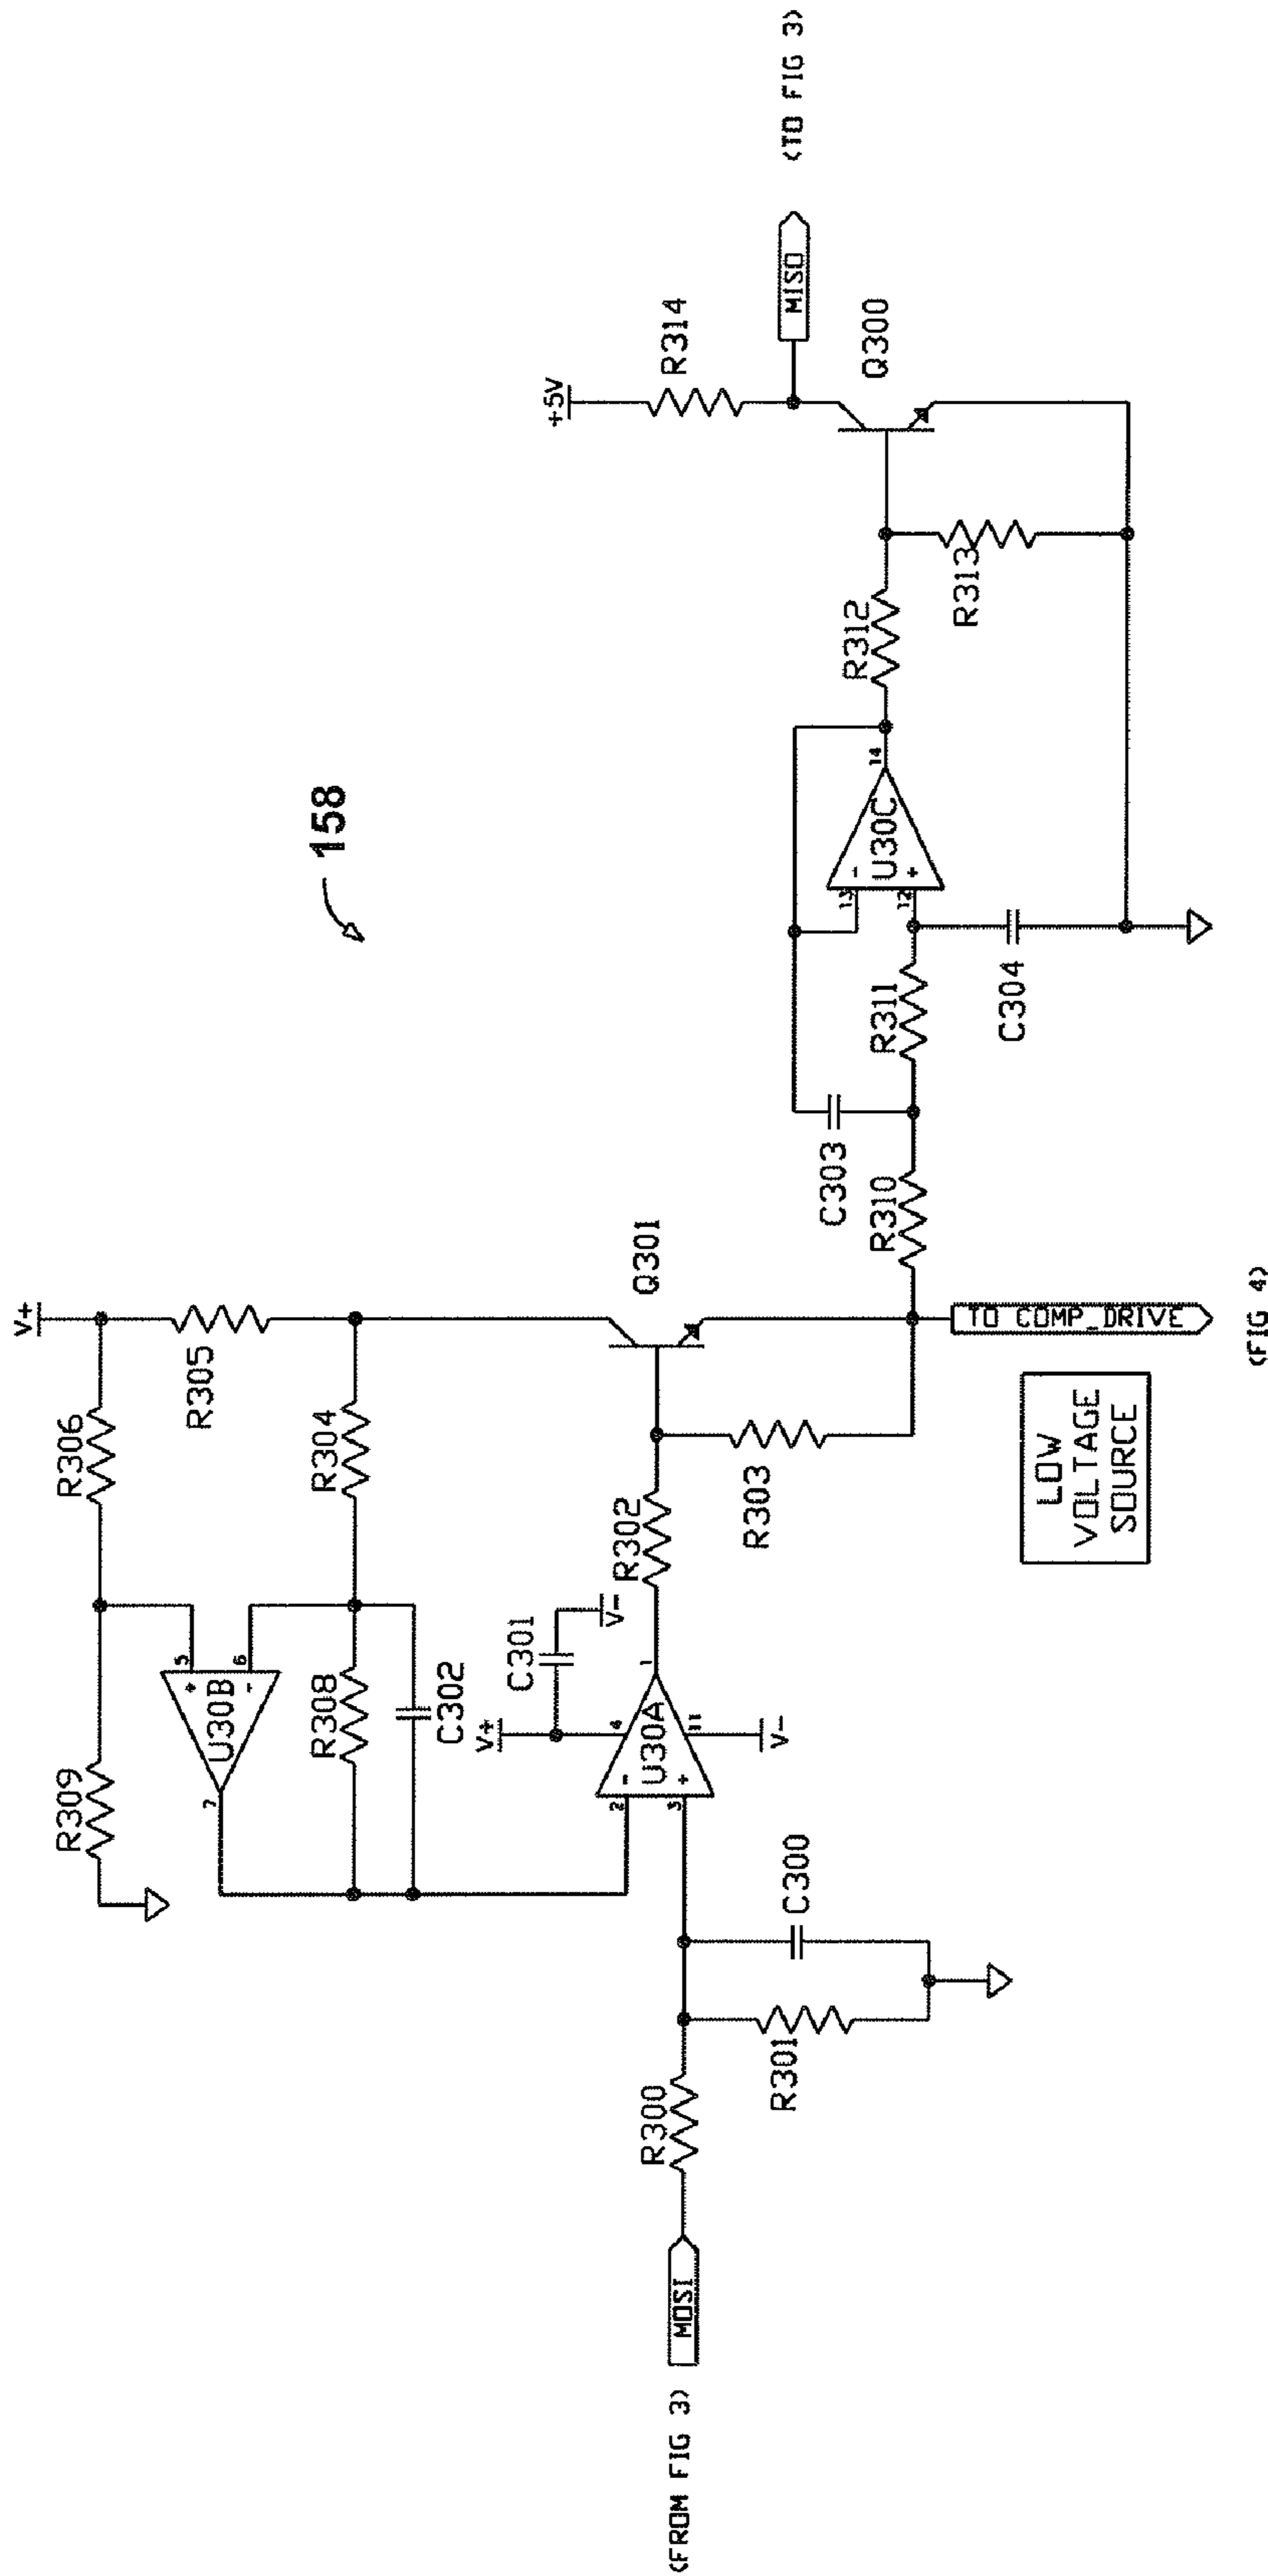 158
V+
R306
R305
R309
5
+
U30B
6
-
7
R304
R308
C302
C301
V-
V+
4
2
-
U30A
+
3
1
11
V-
R302
Q301
R303
(FROM FIG 3)
MOSI
R300
R301
C300
TO COMP_DRIVE
(FIG 4)
LOW
VOLTAGE
SOURCE
R310
C303
R311
C304
13
-
U30C
+
12
14
R312
R313
+5V
R314
MISO
(TO FIG 3)
Q300